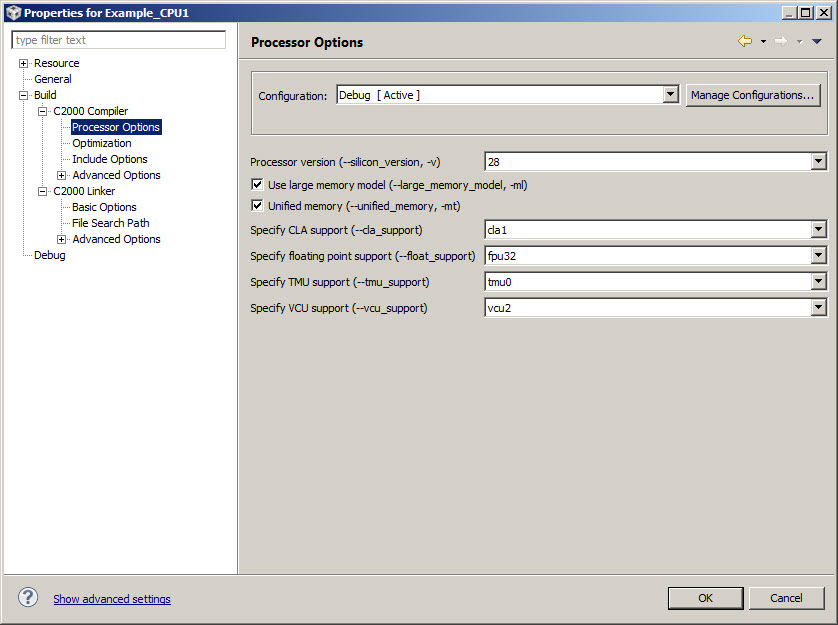 Properties for Example_CPU1
type filter text
Resource
General
Build
C2000 Compiler
Processor Options
Optimization
Include Options
Advanced Options
C2000 Linker
Basic Options
File Search Path
Advanced Options
Debug
Processor Options
Configuration: Debug [ Active ] Manage Configurations...
Processor version (--silicon_version, -v) 28
Use large memory model (--large_memory_model, -ml)
Unified memory (--unified_memory, -mt)
Specify CLA support (--cla_support) cla1
Specify floating point support (--float_support) fpu32
Specify TMU support (--tmu_support) tmu0
Specify VCU support (--vcu_support) vcu2
? Show advanced settings OK Cancel